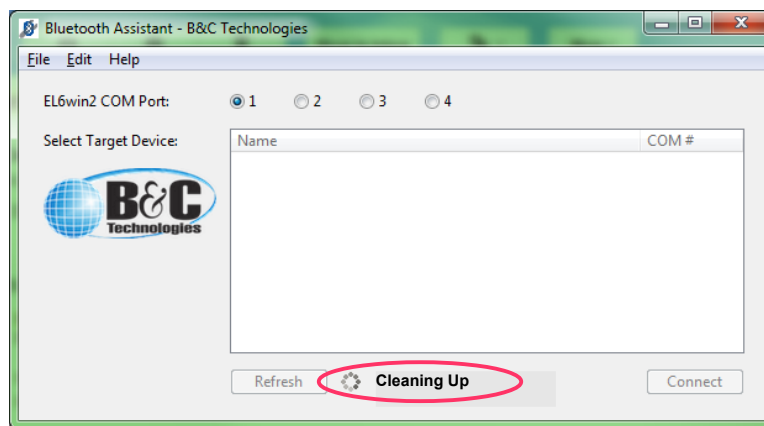 Bluetooth Assistant - B&C Technologies
File Edit Help
EL6win2 COM Port: 1 2 3 4
Select Target Device:
Name COM #
B&C
Technologies
Refresh Cleaning Up Connect